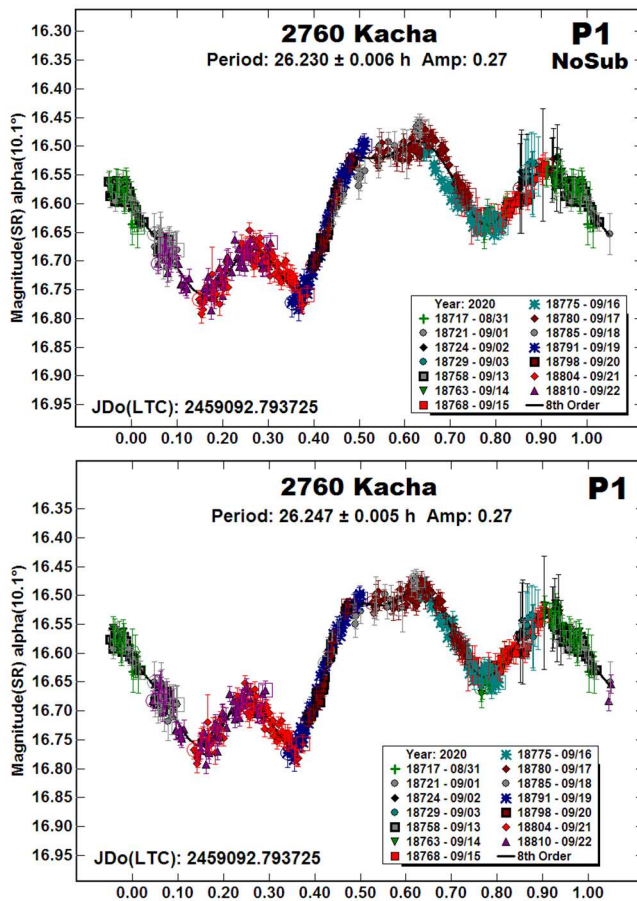 2760 Kacha
P1
NoSub
Period: 26.230 ± 0.006 h Amp: 0.27
Magnitude(SR) alpha(10.1°)
16.30
16.35
16.40
16.45
16.50
16.55
16.60
16.65
16.70
16.75
16.80
16.85
16.90
16.95
Year: 2020
18717 - 08/31
18721 - 09/01
18724 - 09/02
18729 - 09/03
18758 - 09/13
18763 - 09/14
18768 - 09/15
18775 - 09/16
18780 - 09/17
18785 - 09/18
18791 - 09/19
18798 - 09/20
18804 - 09/21
18810 - 09/22
8th Order
JDo(LTC): 2459092.793725
0.00 0.10 0.20 0.30 0.40 0.50 0.60 0.70 0.80 0.90 1.00
2760 Kacha
P1
Period: 26.247 ± 0.005 h Amp: 0.27
Magnitude(SR) alpha(10.1°)
16.35
16.40
16.45
16.50
16.55
16.60
16.65
16.70
16.75
16.80
16.85
16.90
16.95
Year: 2020
18717 - 08/31
18721 - 09/01
18724 - 09/02
18729 - 09/03
18758 - 09/13
18763 - 09/14
18768 - 09/15
18775 - 09/16
18780 - 09/17
18785 - 09/18
18791 - 09/19
18798 - 09/20
18804 - 09/21
18810 - 09/22
8th Order
JDo(LTC): 2459092.793725
0.00 0.10 0.20 0.30 0.40 0.50 0.60 0.70 0.80 0.90 1.00